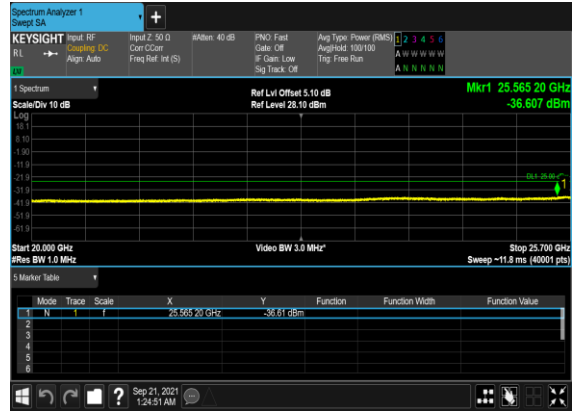 Spectrum Analyzer 1
Swept SA
+
KEYSIGHT Input: RF Input Z: 50 Ω #Atten: 40 dB PNO: Fast Avg Type: Power (RMS) 1 2 3 4 5 6
RL Coupling: DC Corr CCorr Gate: Off Avg|Hold: 100/100 A W W W W W
Align: Auto Freq Ref: Int (S) IF Gain: Low Trig: Free Run
Sig Track: Off A N N N N N
1 Spectrum Ref Lvl Offset 5.10 dB Mkr1 25.565 20 GHz
Scale/Div 10 dB Ref Level 28.10 dBm -36.607 dBm
Log
18.1
8.10
-1.90
-11.9
-21.9
-31.9
1
-41.9
-51.9
-61.9
Start 20.000 GHz Video BW 3.0 MHz* Stop 25.700 GHz
#Res BW 1.0 MHz Sweep ~11.8 ms (40001 pts)
5 Marker Table
Mode Trace Scale X Y Function Function Width Function Value
1 N 1 f 25.565 20 GHz -36.61 dBm
2
3
4
5
6
? Sep 21, 2021
1:24:51 AM